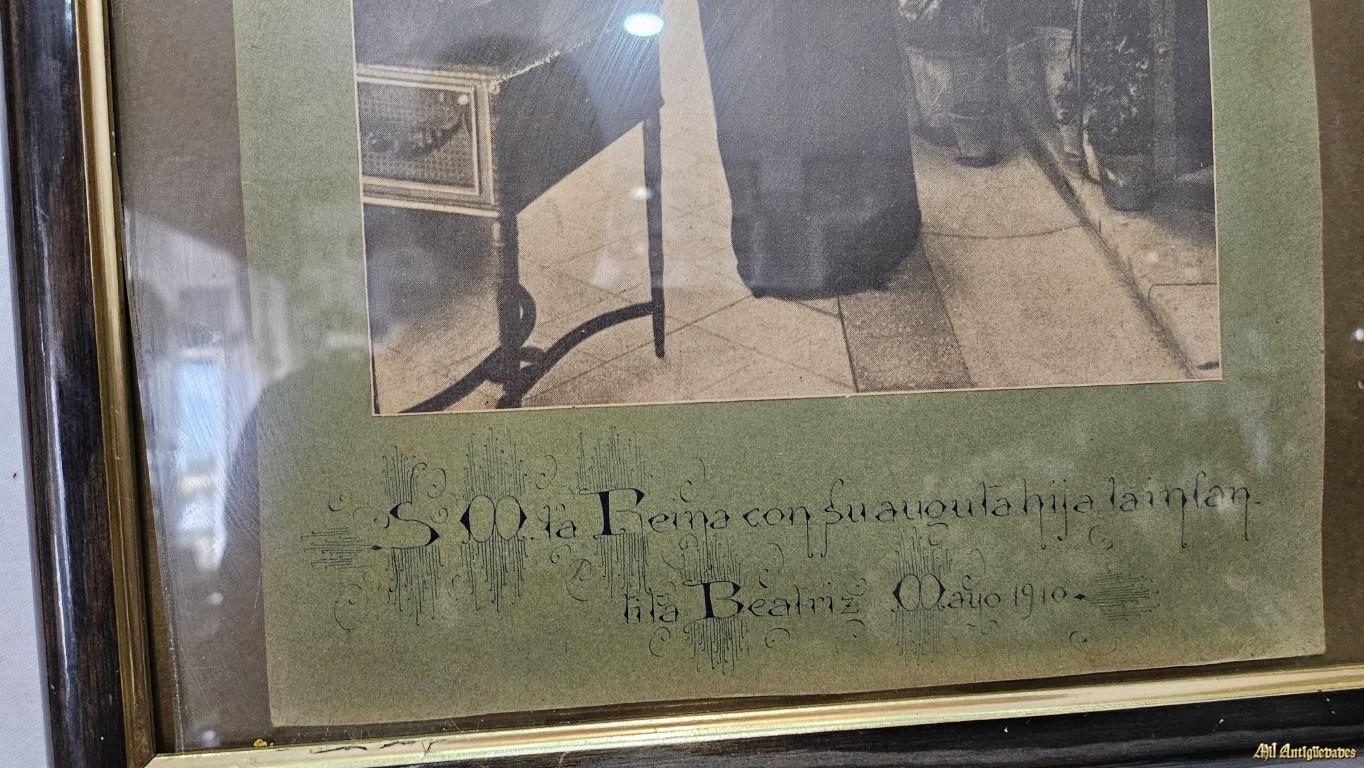 S. M. la Reina con su augusta hija la infan-
tita Beatriz Mayo 1910.
Mil Antigüedades